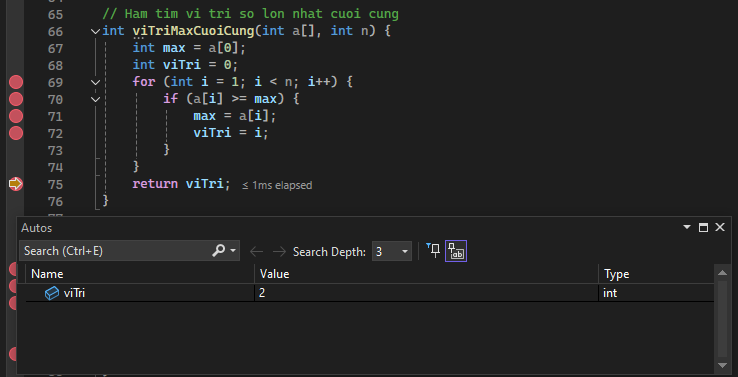 65 // Ham tim vi tri so lon nhat cuoi cung
66 int viTriMaxCuoiCung(int a[], int n) {
67 int max = a[0];
68 int viTri = 0;
69 for (int i = 1; i < n; i++) {
70 if (a[i] >= max) {
71 max = a[i];
72 viTri = i;
73 }
74 }
75 return viTri; ≤ 1ms elapsed
76 }
Autos
Search (Ctrl+E) Search Depth: 3
Name Value Type
viTri 2 int